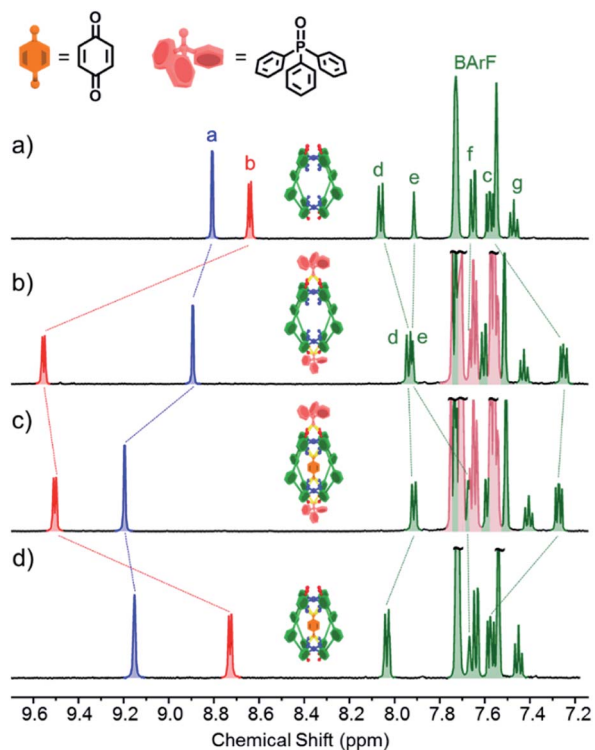 O
=
O
=
O
P
BArF
a)
a
b
d
e
f
c
g
b)
d
e
c)
d)
9.6 9.4 9.2 9.0 8.8 8.6 8.4 8.2 8.0 7.8 7.6 7.4 7.2
Chemical Shift (ppm)